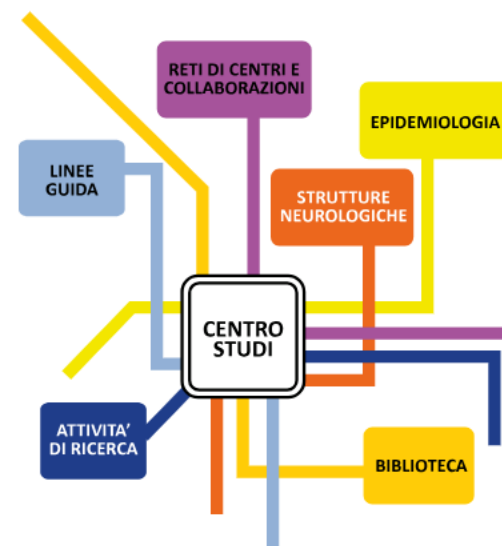 RETI DI CENTRI E
COLLABORAZIONI
EPIDEMIOLOGIA
LINEE
GUIDA
STRUTTURE
NEUROLOGICHE
CENTRO
STUDI
ATTIVITA’
DI RICERCA
BIBLIOTECA